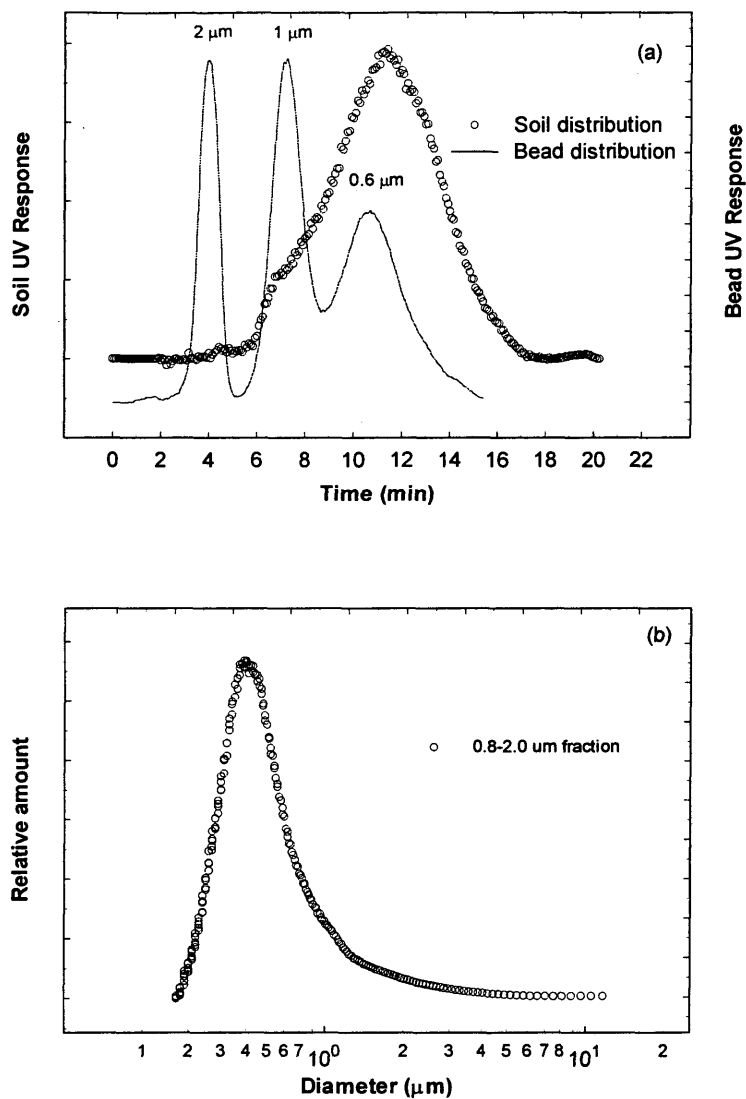 2 μm
1 μm
(a)
Soil distribution
Bead distribution
0.6 μm
Soil UV Response
Bead UV Response
0 2 4 6 8 10 12 14 16 18 20 22
Time (min)
(b)
0.8-2.0 um fraction
Relative amount
1 2 3 4 5 6 7 10⁰ 2 3 4 5 6 7 8 10¹ 2
Diameter (μm)